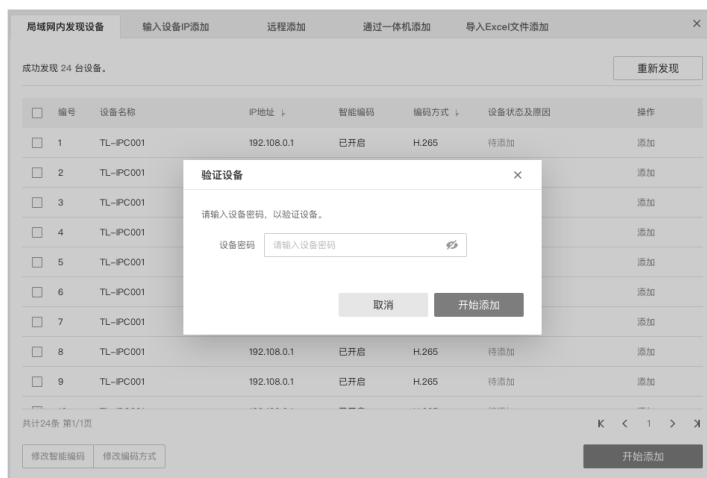 局域网内发现设备 输入设备IP添加 远程添加 通过一体机添加 导入Excel文件添加
成功发现 24 台设备。 重新发现
编号 设备名称 IP地址 智能编码 编码方式 设备状态及原因 操作
1 TL-IPC001 192.108.0.1 已开启 H.265 待添加 添加
2 TL-IPC001 添加
3 TL-IPC001 添加
4 TL-IPC001 添加
5 TL-IPC001 添加
6 TL-IPC001 添加
7 TL-IPC001 添加
验证设备
请输入设备密码，以验证设备。
设备密码 请输入设备密码
取消 开始添加
8 TL-IPC001 192.108.0.1 已开启 H.265 待添加 添加
9 TL-IPC001 192.108.0.1 已开启 H.265 待添加 添加
共计24条 第1/1页 1
修改智能编码 修改编码方式 开始添加